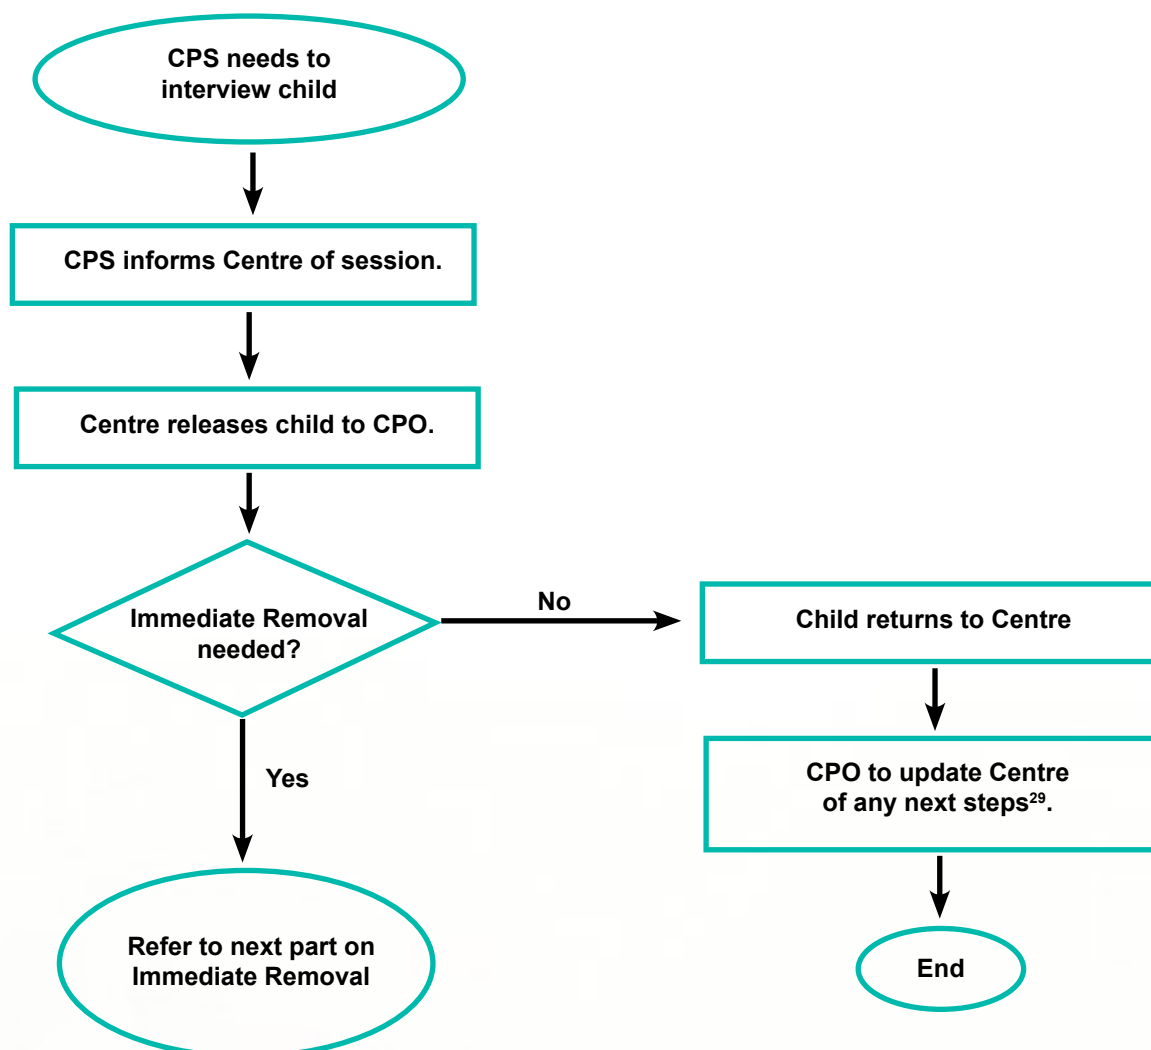 CPS needs to
interview child
CPS informs Centre of session.
Centre releases child to CPO.
Immediate Removal
needed?
No
Child returns to Centre
CPO to update Centre
of any next steps²⁹.
End
Yes
Refer to next part on
Immediate Removal